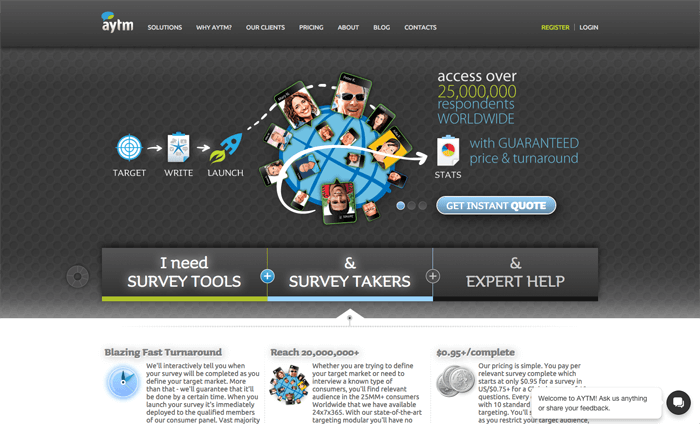 aytm
SOLUTIONS WHY AYTM? OUR CLIENTS PRICING ABOUT BLOG CONTACTS
REGISTER LOGIN
access over
25,000,000
respondents
WORLDWIDE
with GUARANTEED
price & turnaround
TARGET WRITE LAUNCH
STATS
GET INSTANT QUOTE
I need
SURVEY TOOLS
&
SURVEY TAKERS
&
EXPERT HELP
Blazing Fast Turnaround
We'll interactively tell you when
your survey will be completed as you
define your target market. More
than that - we'll guarantee that it'll
be done by a certain time. When you
launch your survey it's immediately
deployed to the qualified members
of our consumer panel. Vast majority
Reach 20,000,000+
Whether you are trying to define
your target market or need to
interview a known type of
consumers, you'll find relevant
audience in the 25MM+ consumers
Worldwide that we have available
24x7x365. With our state-of-the-art
targeting modular you'll have no
$0.95+/complete
Our pricing is simple. You pay per
relevant survey complete which
starts at only $0.95 for a survey in
US/$0.75+ for a
questions. Every
with 10 standard
targeting. You'll
as you restrict your target audience,
Welcome to AYTM! Ask us anything
or share your feedback.